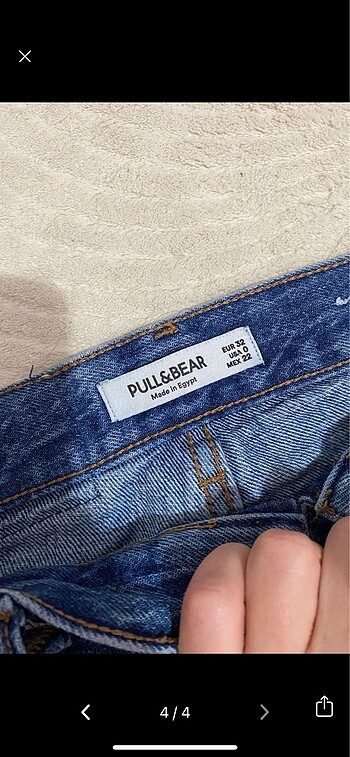 PULL&BEAR
Made in Egypt
EUR 32
USA 0
MEX 22
4/4